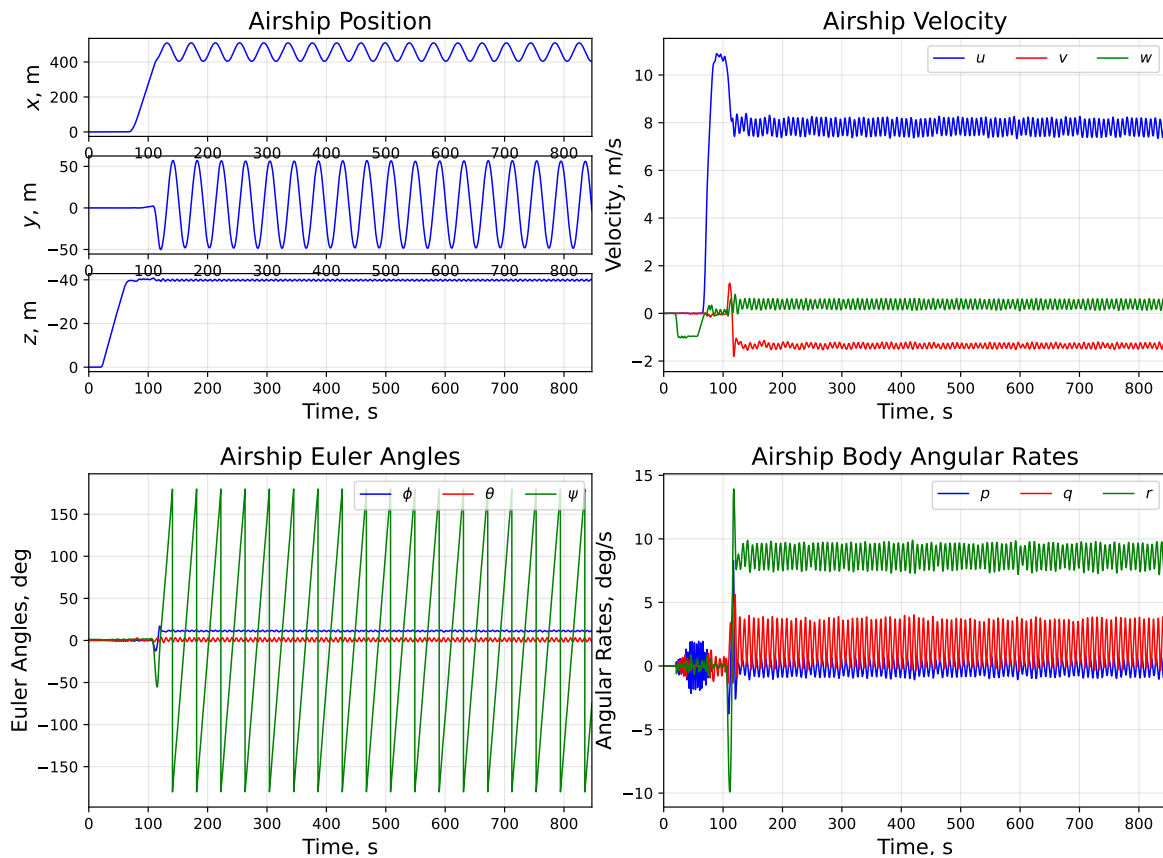 Airship Position
400
200
0
x, m
0 100 200 300 400 500 600 700 800
50
0
−50
y, m
0 100 200 300 400 500 600 700 800
−40
−20
0
z, m
0 100 200 300 400 500 600 700 800
Time, s
Airship Velocity
u v w
10
8
6
4
2
0
−2
Velocity, m/s
0 100 200 300 400 500 600 700 800
Time, s
Airship Euler Angles
ϕ θ ψ
150
100
50
0
−50
−100
−150
Euler Angles, deg
0 100 200 300 400 500 600 700 800
Time, s
Airship Body Angular Rates
p q r
15
10
5
0
−5
−10
Angular Rates, deg/s
0 100 200 300 400 500 600 700 800
Time, s